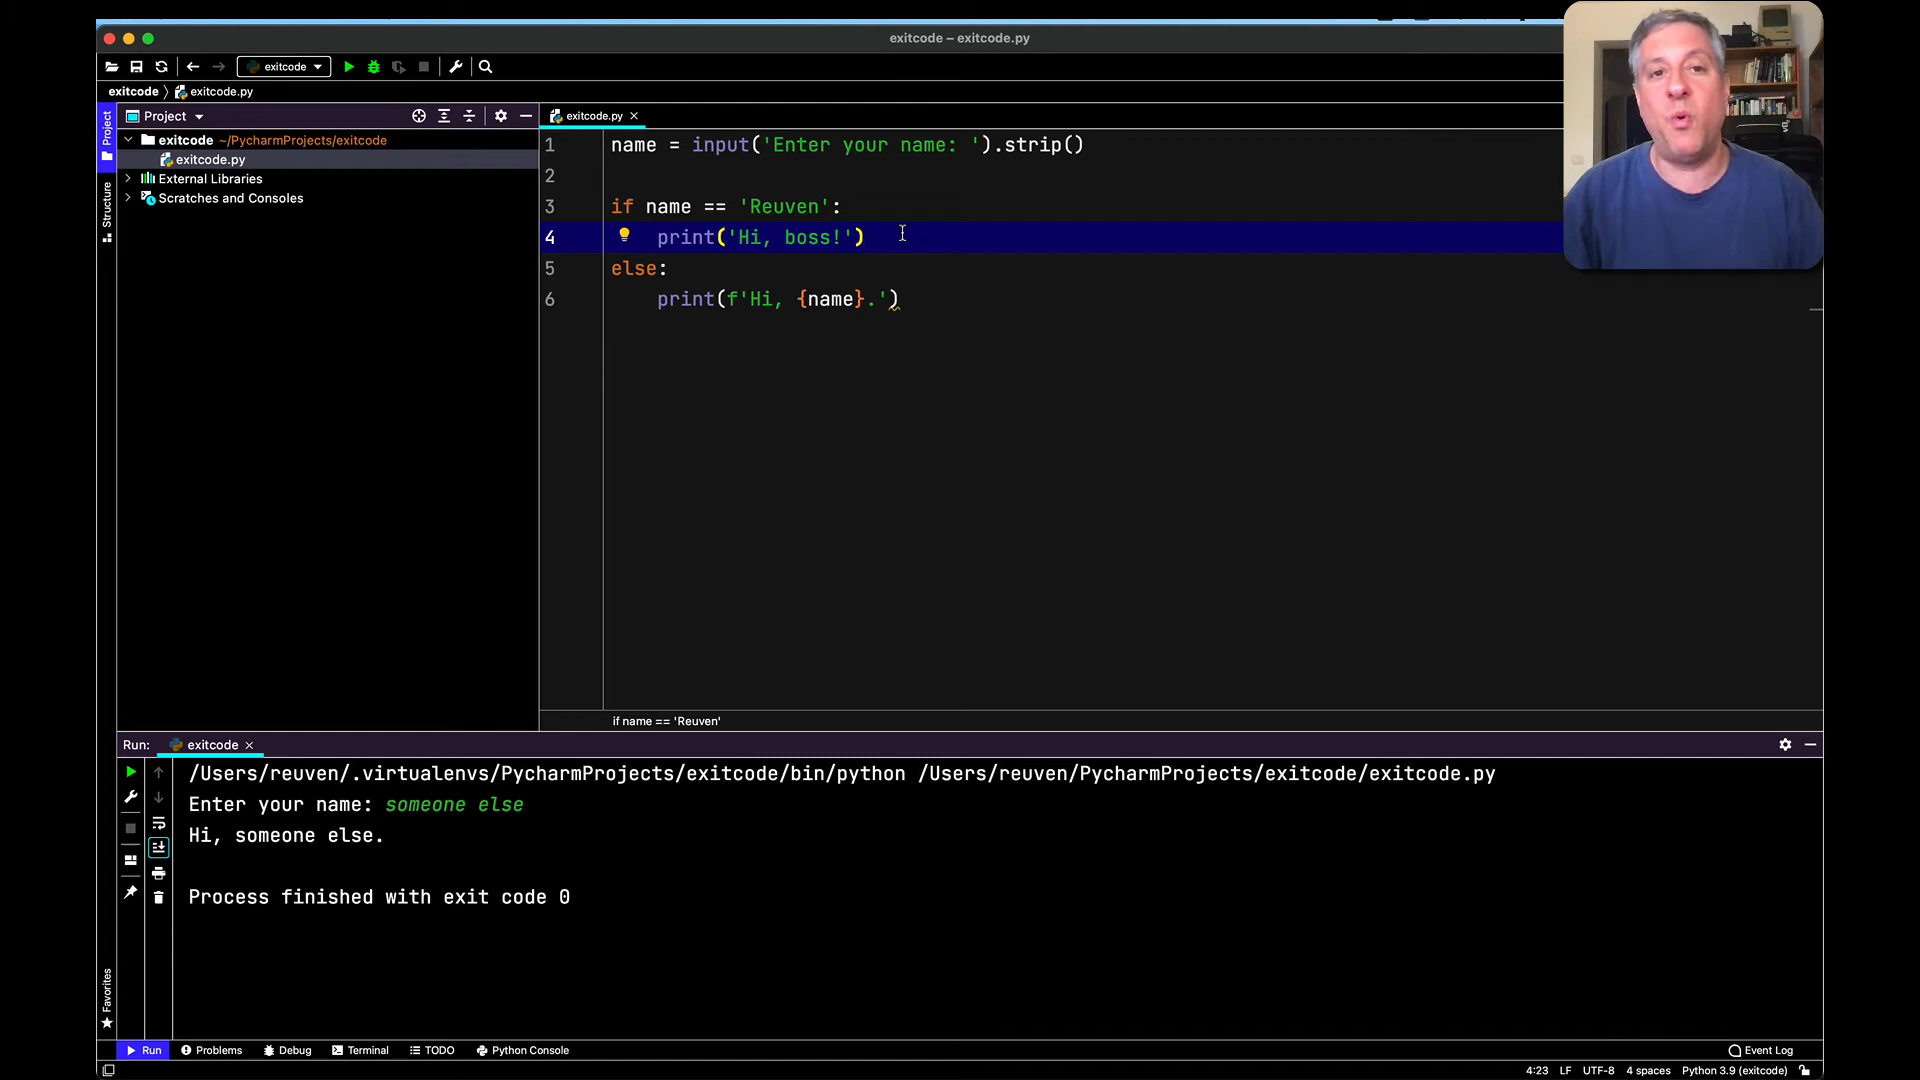 exitcode – exitcode.py
exitcode
exitcode
exitcode.py
Project
exitcode.py
exitcode ~/PycharmProjects/exitcode
exitcode.py
External Libraries
Scratches and Consoles
Project
Structure
1 name = input('Enter your name: ').strip()
2
3 if name == 'Reuven':
4 print('Hi, boss!')
5 else:
6 print(f'Hi, {name}.')
if name == 'Reuven'
Run: exitcode
/Users/reuven/.virtualenvs/PycharmProjects/exitcode/bin/python /Users/reuven/PycharmProjects/exitcode/exitcode.py
Enter your name: someone else
Hi, someone else.
Process finished with exit code 0
Favorites
Run Problems Debug Terminal TODO Python Console Event Log
4:23 LF UTF-8 4 spaces Python 3.9 (exitcode)